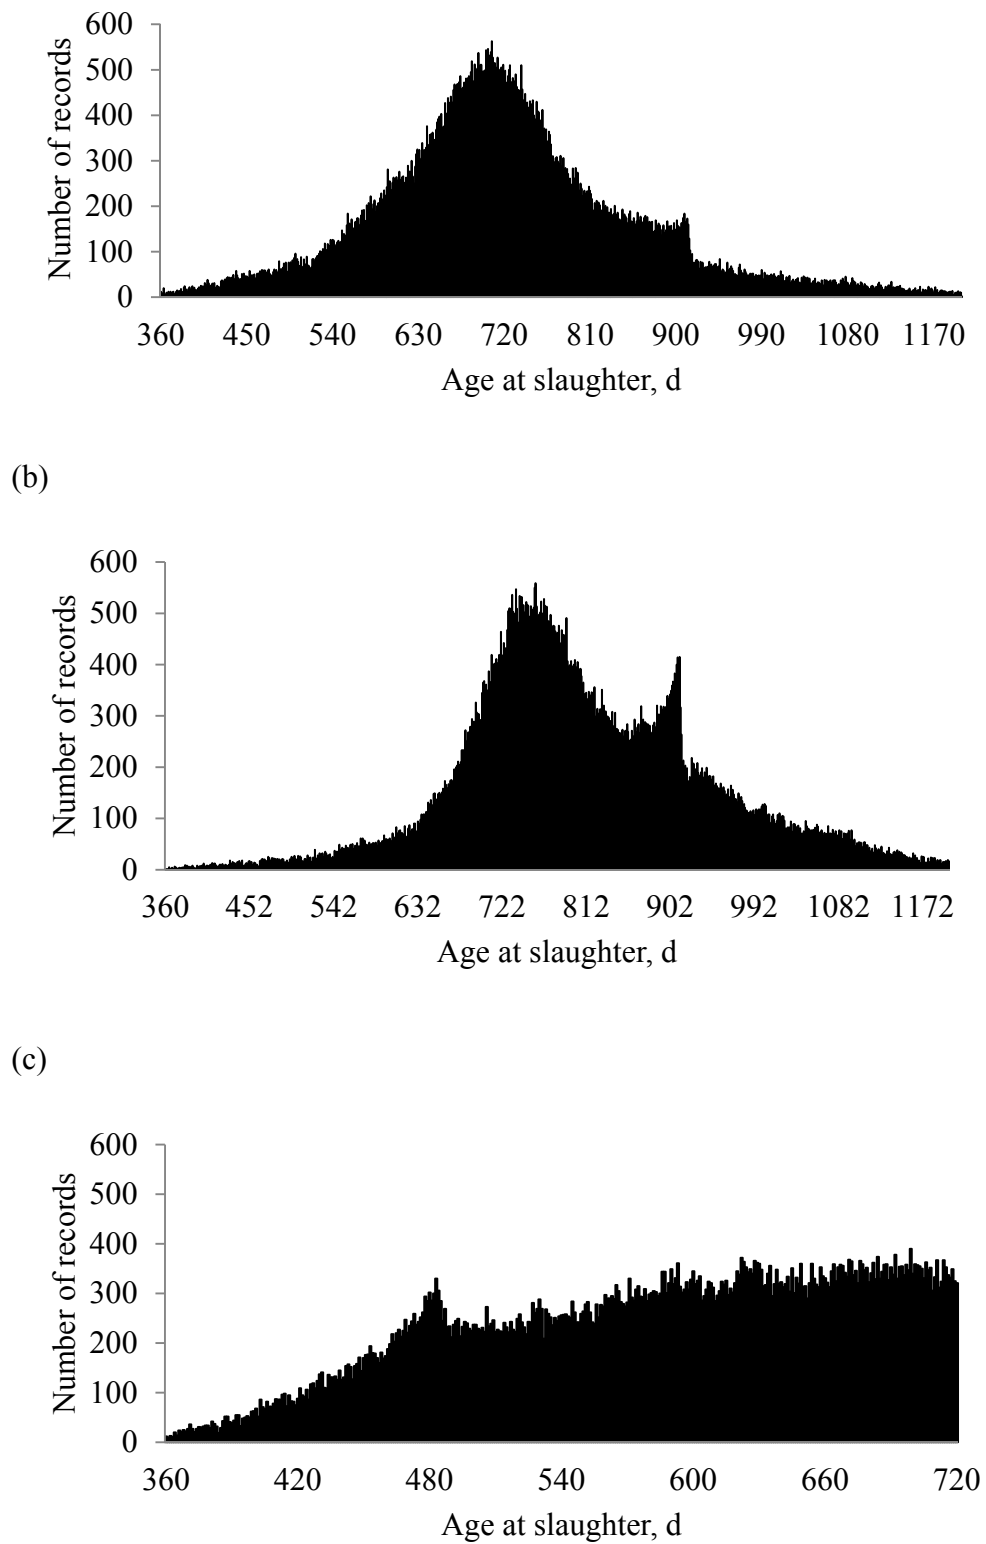 600
500
400
300
200
100
0
Number of records
360 450 540 630 720 810 900 990 1080 1170
Age at slaughter, d
(b)
600
500
400
300
200
100
0
Number of records
360 452 542 632 722 812 902 992 1082 1172
Age at slaughter, d
(c)
600
500
400
300
200
100
0
Number of records
360 420 480 540 600 660 720
Age at slaughter, d